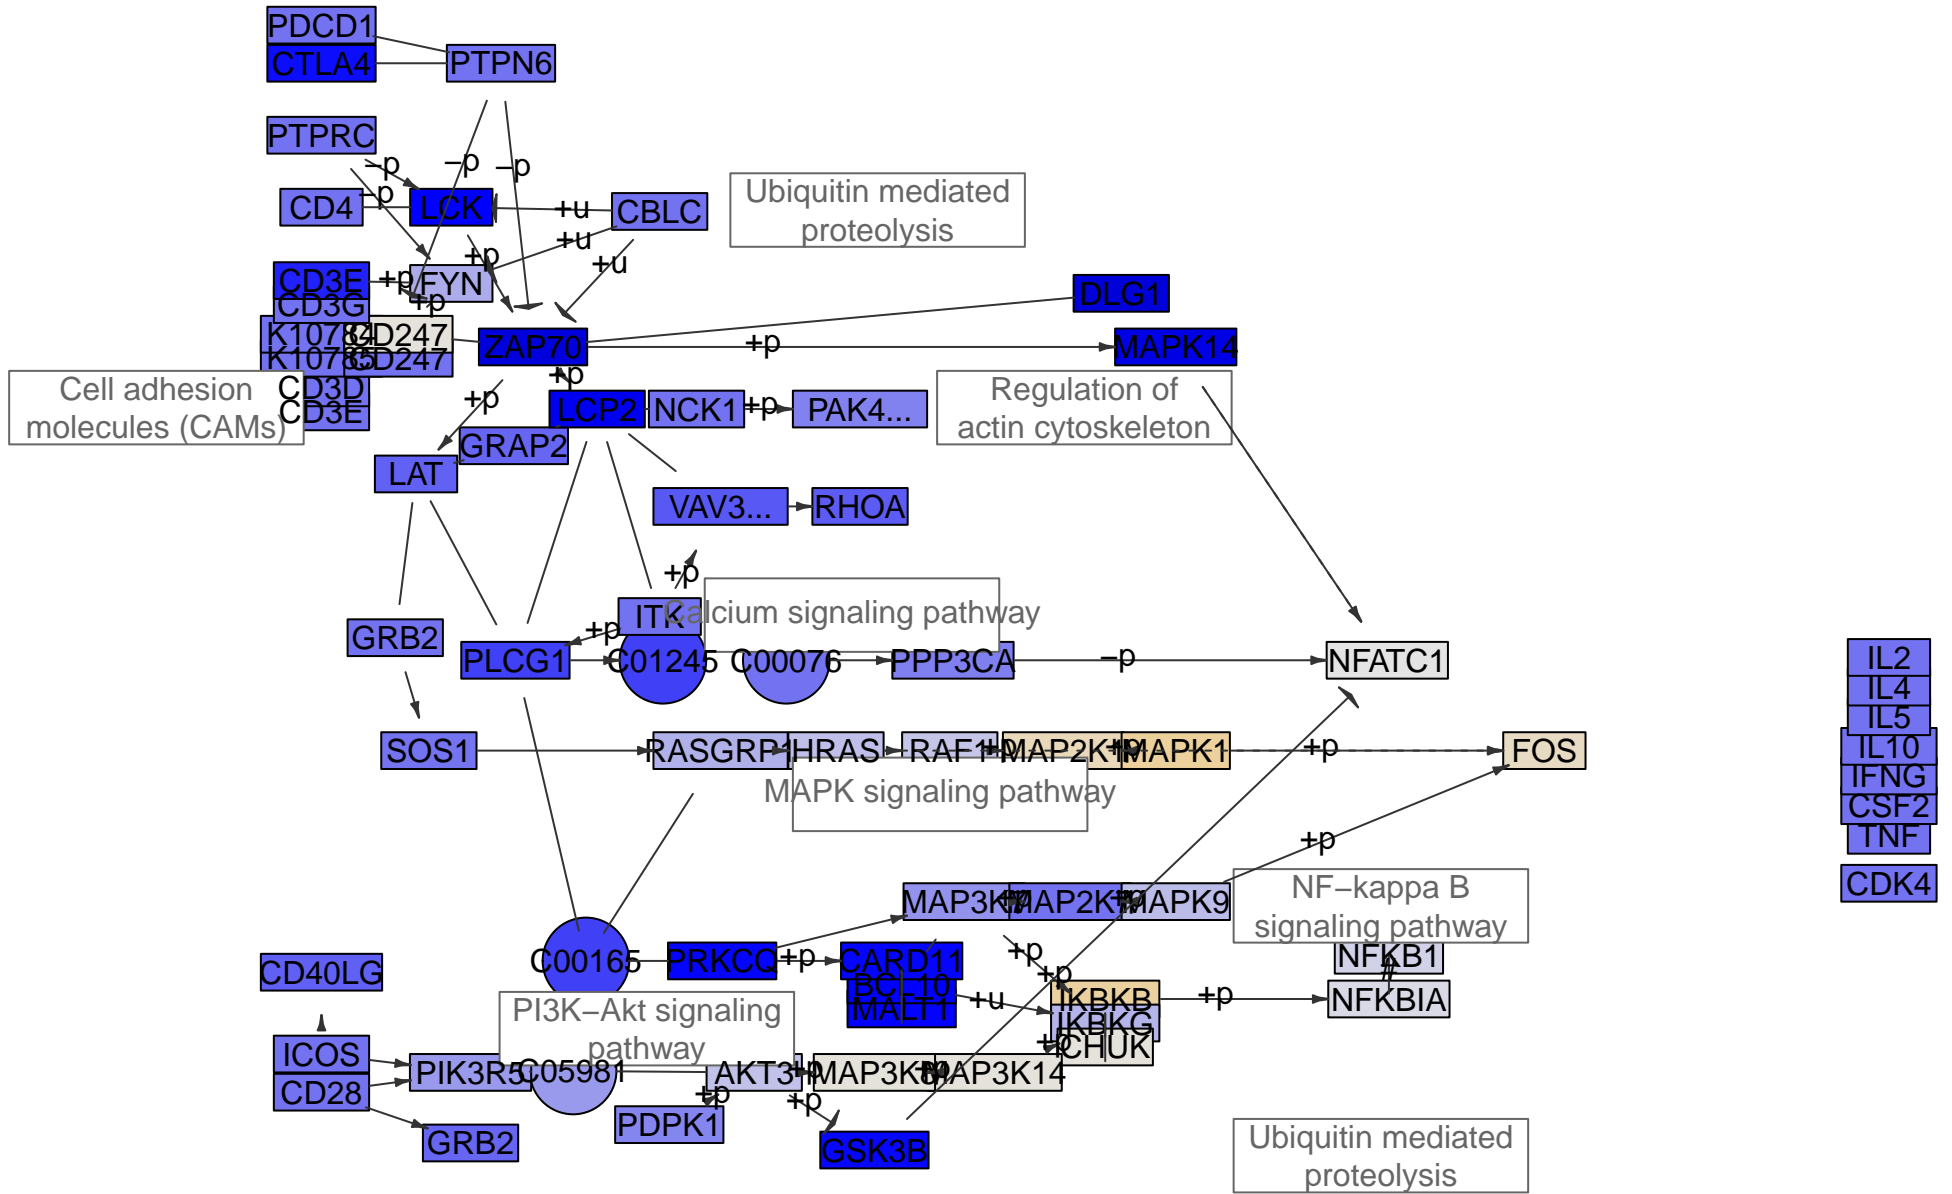 PDCD1
CTLA4
PTPN6
PTPRC
–p
–p
–p
–p
CD4
LCK
+u
CBLC
Ubiquitin mediated
proteolysis
+u
+p
+u
CD3E
+p
FYN
+p
CD3G
DLG1
K10784
CD247
ZAP70
+p
MAPK14
K10785
CD247
+p
CD3D
CD3E
Cell adhesion
molecules (CAMs)
+p
LCP2
NCK1
+p
PAK4...
Regulation of
actin cytoskeleton
GRAP2
LAT
VAV3...
RHOA
+p
ITK
Calcium signaling pathway
GRB2
+p
PLCG1
C01245
C00076
PPP3CA
–p
NFATC1
IL2
IL4
IL5
IL10
IFNG
CSF2
TNF
CDK4
SOS1
RASGRP1
HRAS
RAF1
+p
+p
MAPK1
+p
FOS
MAPK signaling pathway
+p
+p
+p
MAPK9
NF–kappa B
signaling pathway
C00165
PRKCQ
+p
CARD11
+p
+p
NFKB1
CD40LG
BCL10
MALT1
+u
IKBKB
+p
NFKBIA
IKBKG
+p
CHUK
PI3K–Akt signaling
pathway
ICOS
CD28
PIK3R5
C05981
AKT3
+p
+p
MAP3K14
+p
+p
PDPK1
GRB2
GSK3B
Ubiquitin mediated
proteolysis